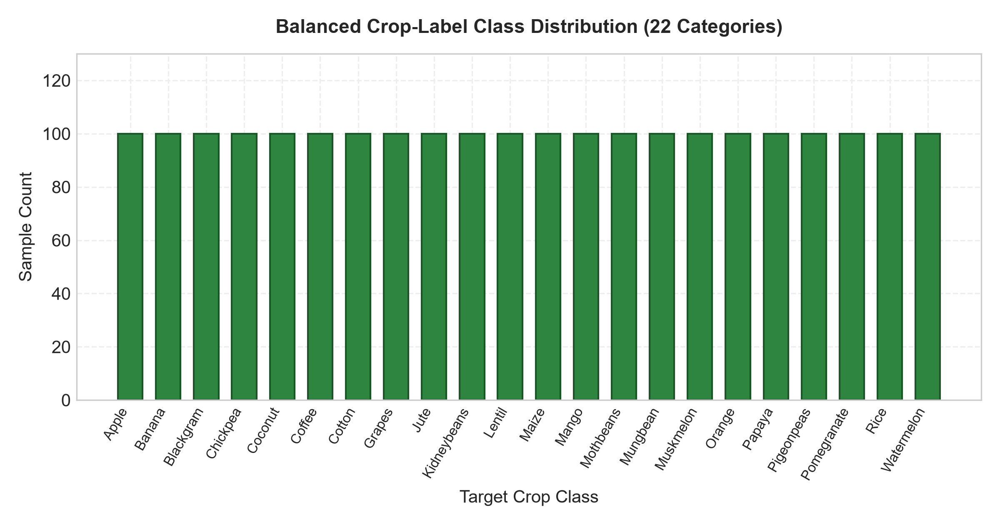 Balanced Crop-Label Class Distribution (22 Categories)
120
100
80
60
40
20
0
Sample Count
Apple
Banana
Blackgram
Chickpea
Coconut
Coffee
Cotton
Grapes
Jute
Kidneybeans
Lentil
Maize
Mango
Mothbeans
Mungbean
Muskmelon
Orange
Papaya
Pigeonpeas
Pomegranate
Rice
Watermelon
Target Crop Class